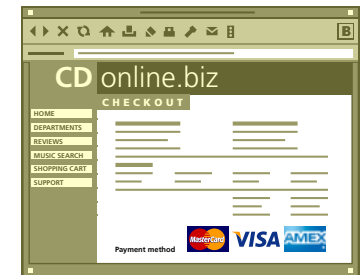 B
CD online.biz
CHECKOUT
HOME
DEPARTMENTS
REVIEWS
MUSIC SEARCH
SHOPPING CART
SUPPORT
Payment method MasterCard VISA AMEX